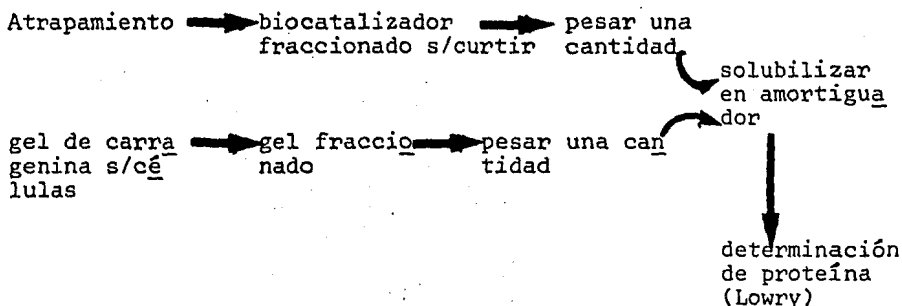 Atrapamiento
biocatalizador
fraccionado s/curtir
pesar una
cantidad
solubilizar
en amortigua
dor
gel de carra
genina s/cé
lulas
gel fraccio
nado
pesar una can
tidad
determinación
de proteína
(Lowry)